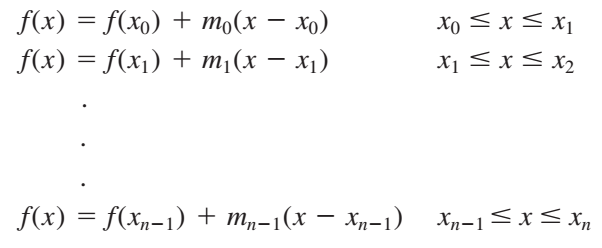 f(x) = f(x₀) + m₀(x − x₀) x₀ ≤ x ≤ x₁
f(x) = f(x₁) + m₁(x − x₁) x₁ ≤ x ≤ x₂
.
.
.
f(x) = f(xₙ₋₁) + mₙ₋₁(x − xₙ₋₁) xₙ₋₁ ≤ x ≤ xₙ